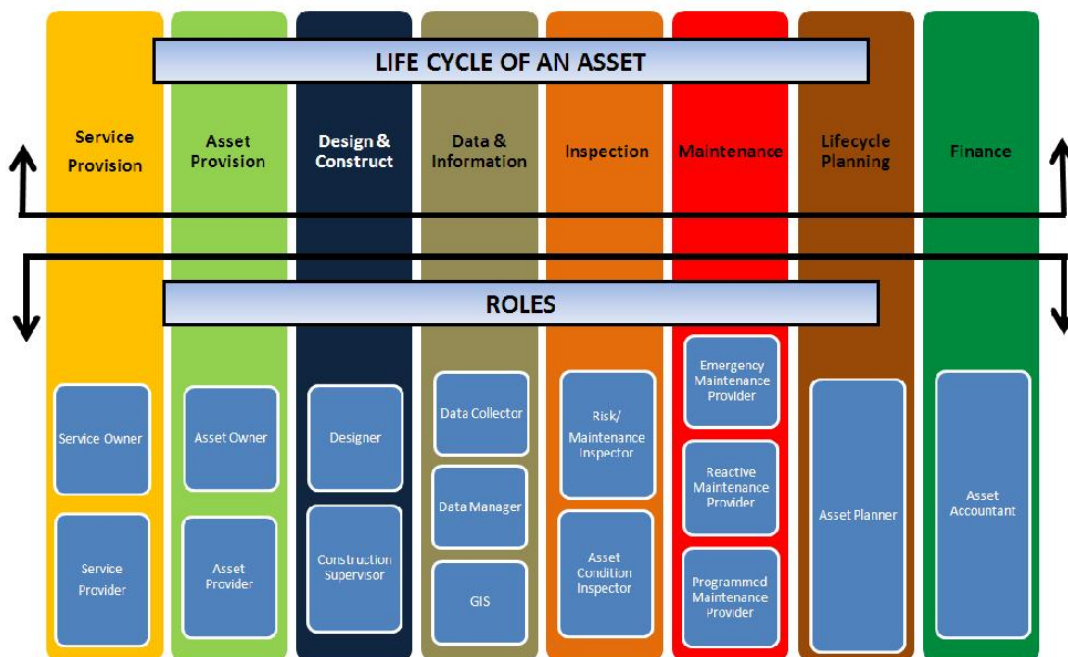 LIFE CYCLE OF AN ASSET
Service
Provision
Asset
Provision
Design &
Construct
Data &
Information
Inspection
Maintenance
Lifecycle
Planning
Finance
ROLES
Service Owner
Service
Provider
Asset Owner
Asset
Provider
Designer
Construction
Supervisor
Data Collector
Data Manager
GIS
Risk/
Maintenance
Inspector
Asset
Condition
Inspector
Emergency
Maintenance
Provider
Reactive
Maintenance
Provider
Programmed
Maintenance
Provider
Asset Planner
Asset
Accountant